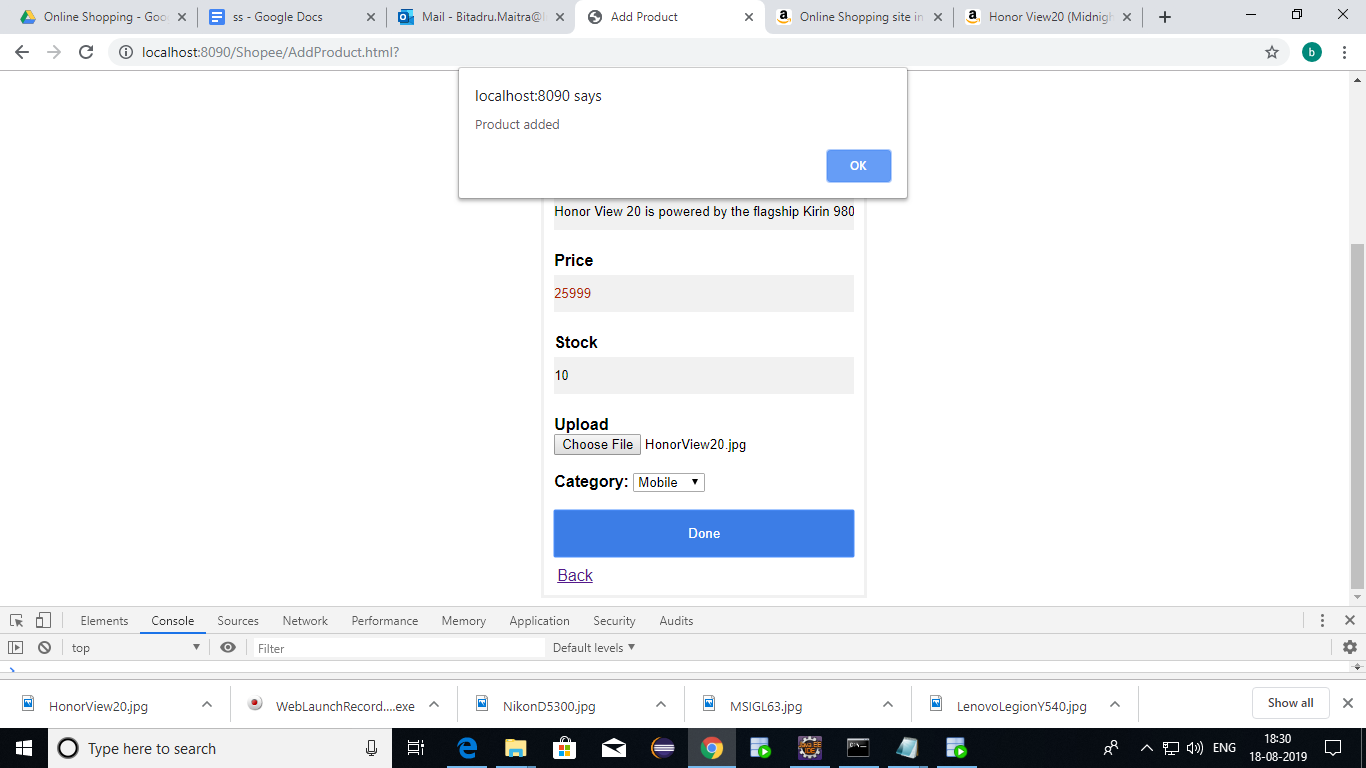 Online Shopping - Goo
ss - Google Docs
Mail - Bitadru.Maitra@
Add Product
Online Shopping site in
Honor View20 (Midnigh
localhost:8090/Shopee/AddProduct.html?
b
localhost:8090 says
Product added
OK
Honor View 20 is powered by the flagship Kirin 980
Price
25999
Stock
10
Upload
Choose File HonorView20.jpg
Category: Mobile
Done
Back
Elements Console Sources Network Performance Memory Application Security Audits
top Filter Default levels
HonorView20.jpg WebLaunchRecord....exe NikonD5300.jpg MSIGL63.jpg LenovoLegionY540.jpg Show all
Type here to search
ENG
18:30
18-08-2019